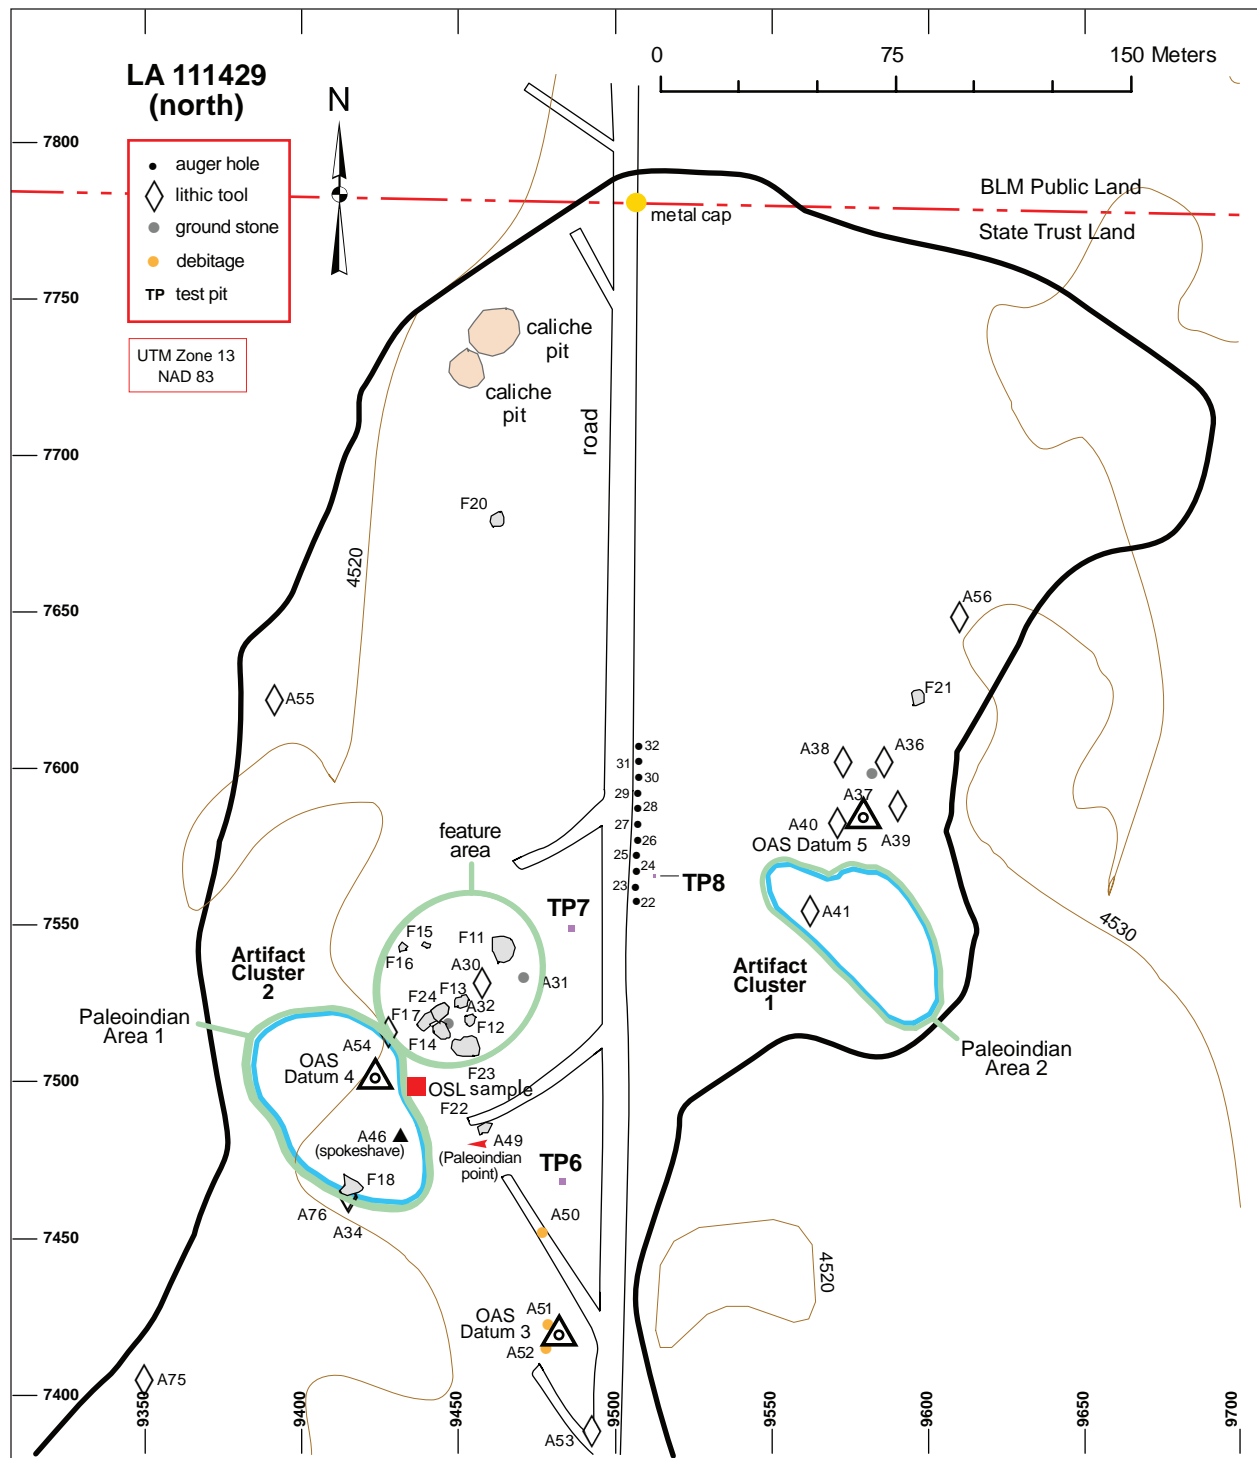 LA 111429
(north)
N
0 75 150 Meters
auger hole
lithic tool
ground stone
debitage
TP test pit
UTM Zone 13
NAD 83
BLM Public Land
State Trust Land
metal cap
caliche
pit
caliche
pit
road
7800
7750
7700
7650
7600
7550
7500
7450
7400
F20
4520
A56
F21
A55
A38
A36
A37
A40
A39
OAS Datum 5
32
31
30
29
28
27
26
25
24
23
22
TP8
feature
area
TP7
A41
4530
Artifact
Cluster
1
Paleoindian
Area 2
Artifact
Cluster
2
Paleoindian
Area 1
F15
F16
F11
A30
A31
F13
F24
A32
F17
F12
F14
A54
F23
OAS
Datum 4
OSL sample
F22
A46
(spokeshave)
A49
(Paleoindian
point)
TP6
F18
A76
A34
A50
A51
OAS
Datum 3
A52
4520
A75
A53
9350
9400
9450
9500
9550
9600
9650
9700